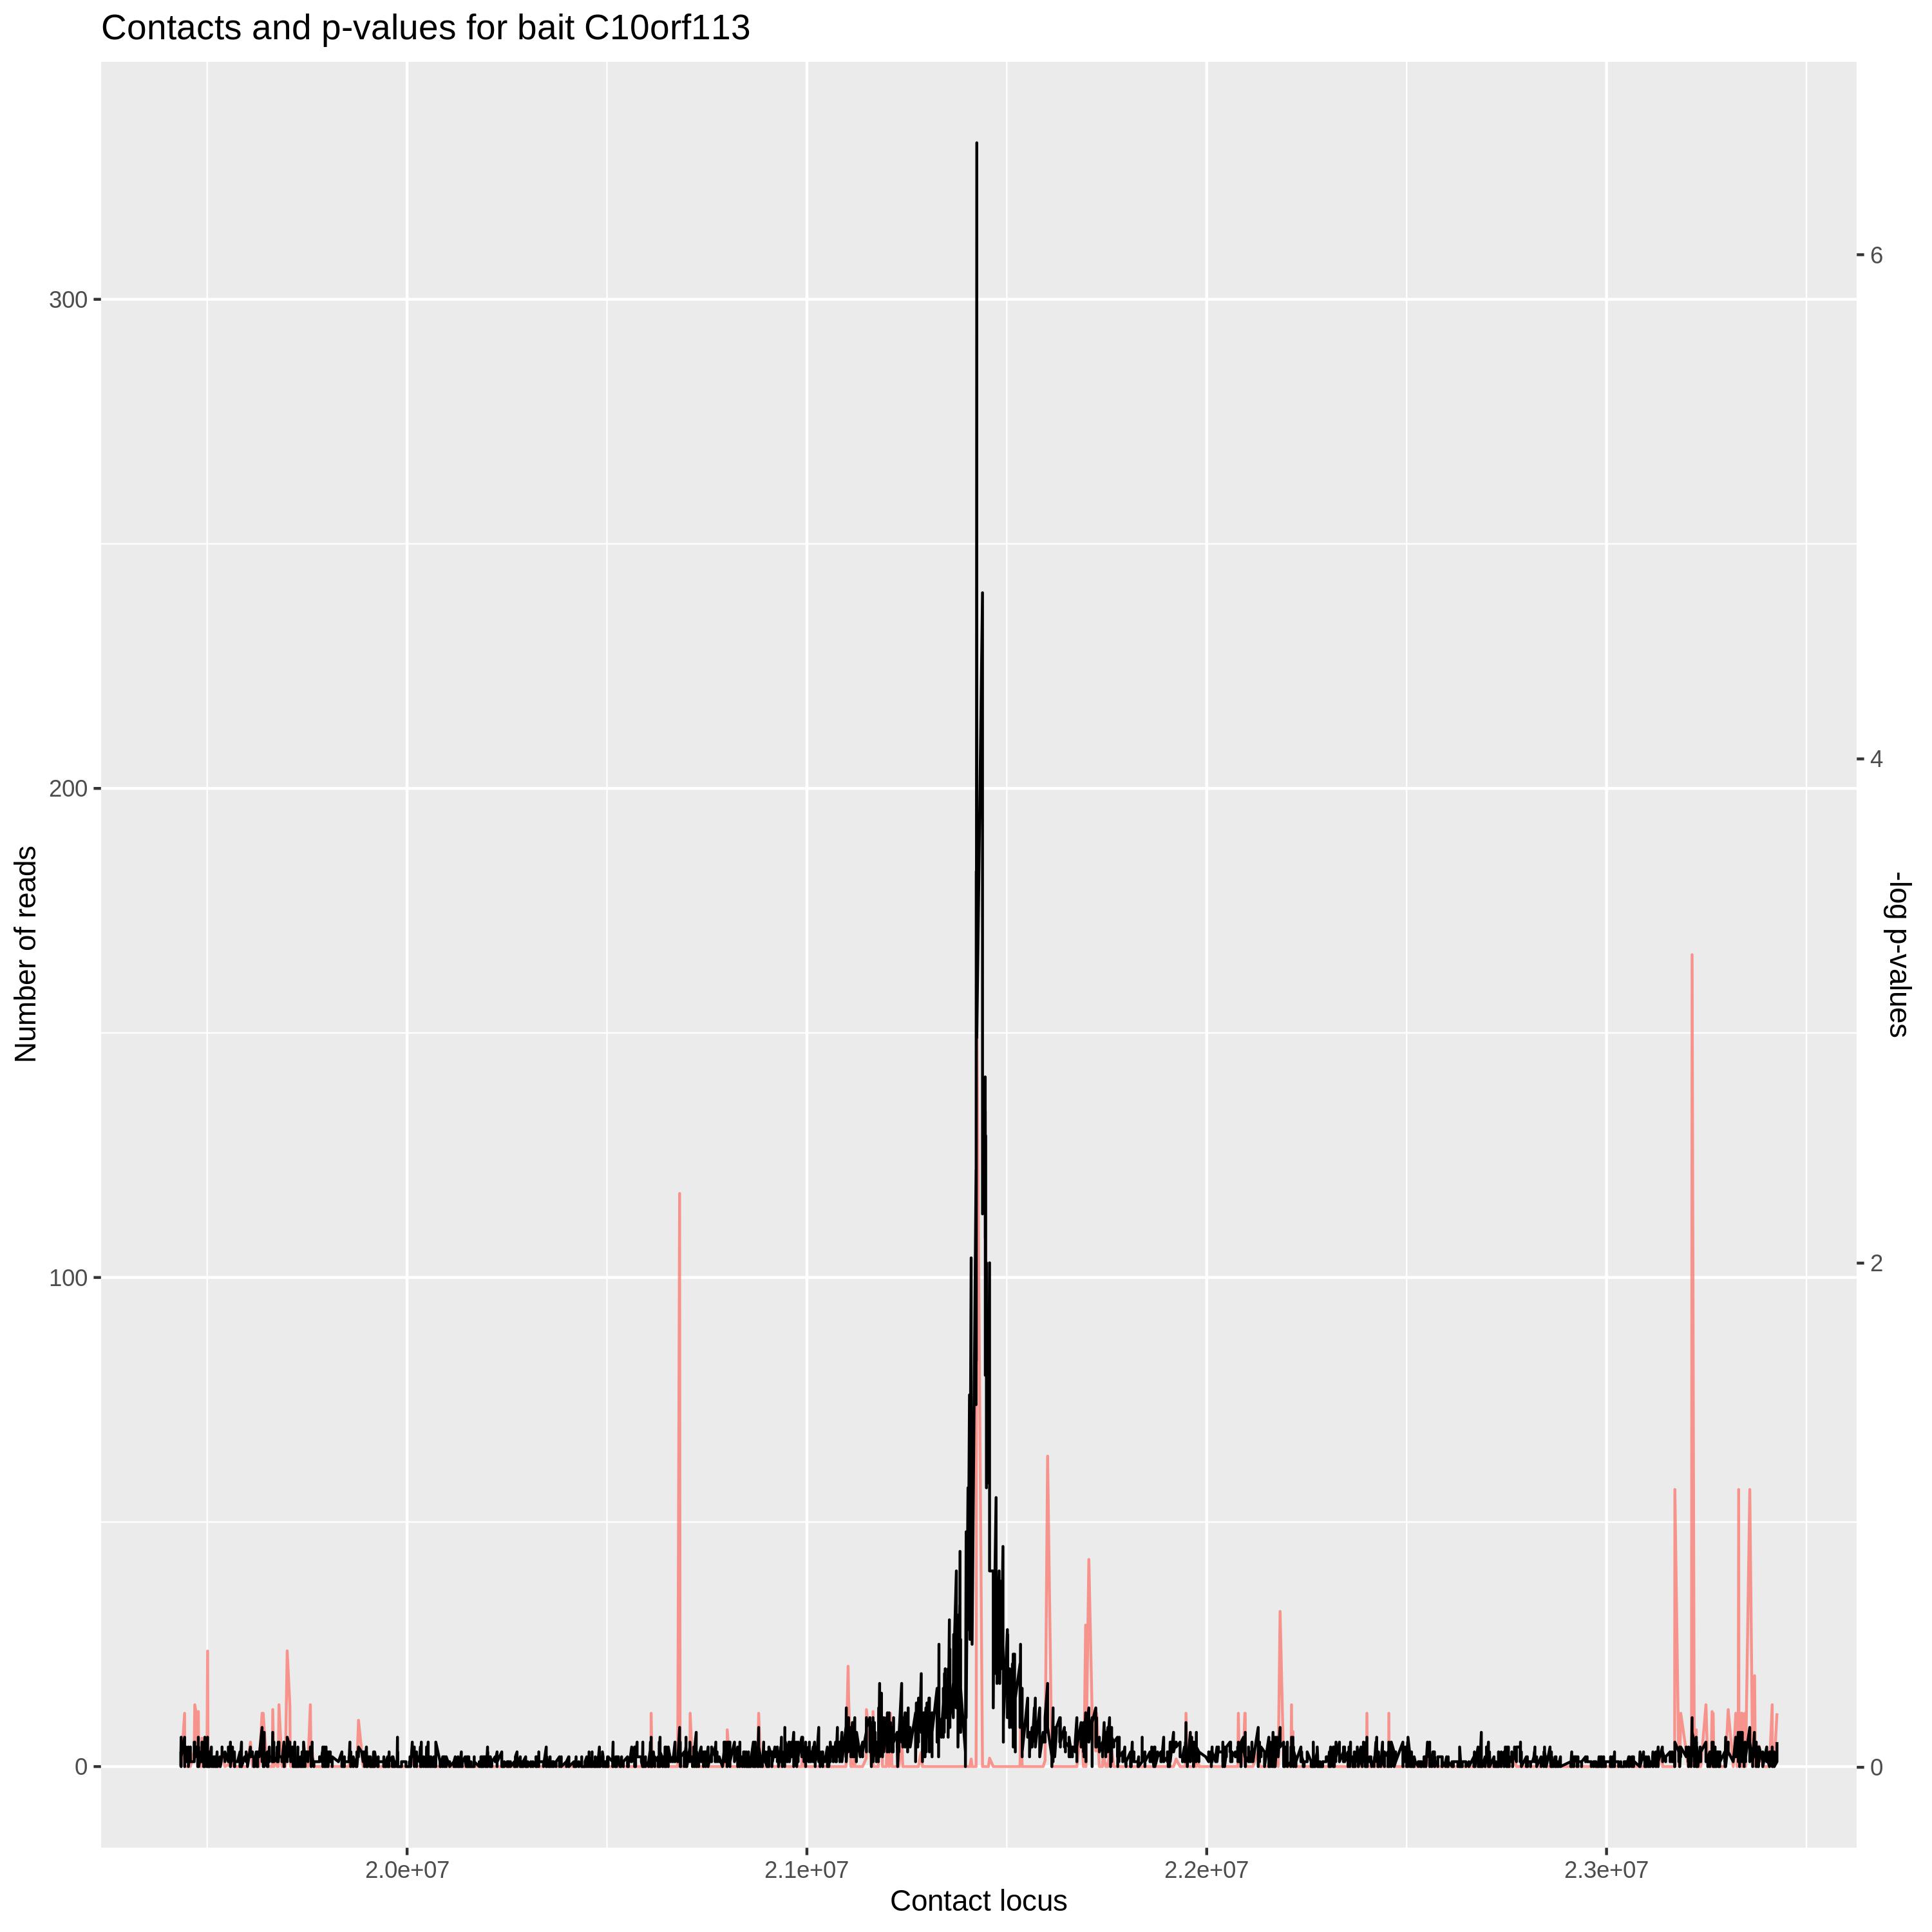 Contacts and p-values for bait C10orf113
Number of reads
300
200
100
0
6
4
2
0
-log p-values
2.0e+07
2.1e+07
2.2e+07
2.3e+07
Contact locus